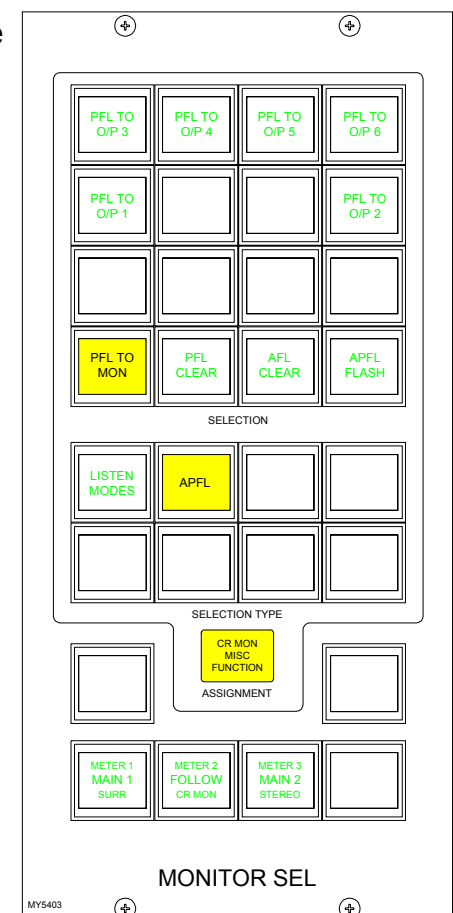 e
PFL TO
O/P 3
PFL TO
O/P 4
PFL TO
O/P 5
PFL TO
O/P 6
PFL TO
O/P 1
PFL TO
O/P 2
PFL TO
MON
PFL
CLEAR
AFL
CLEAR
APFL
FLASH
SELECTION
LISTEN
MODES
APFL
SELECTION TYPE
CR MON
MISC
FUNCTION
ASSIGNMENT
METER 1
MAIN 1
SURR
METER 2
FOLLOW
CR MON
METER 3
MAIN 2
STEREO
MONITOR SEL
MY5403